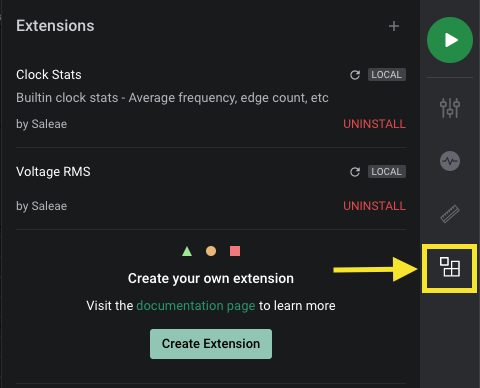 Extensions
Clock Stats
LOCAL
Builtin clock stats - Average frequency, edge count, etc
by Saleae
UNINSTALL
Voltage RMS
LOCAL
by Saleae
UNINSTALL
Create your own extension
Visit the documentation page to learn more
Create Extension